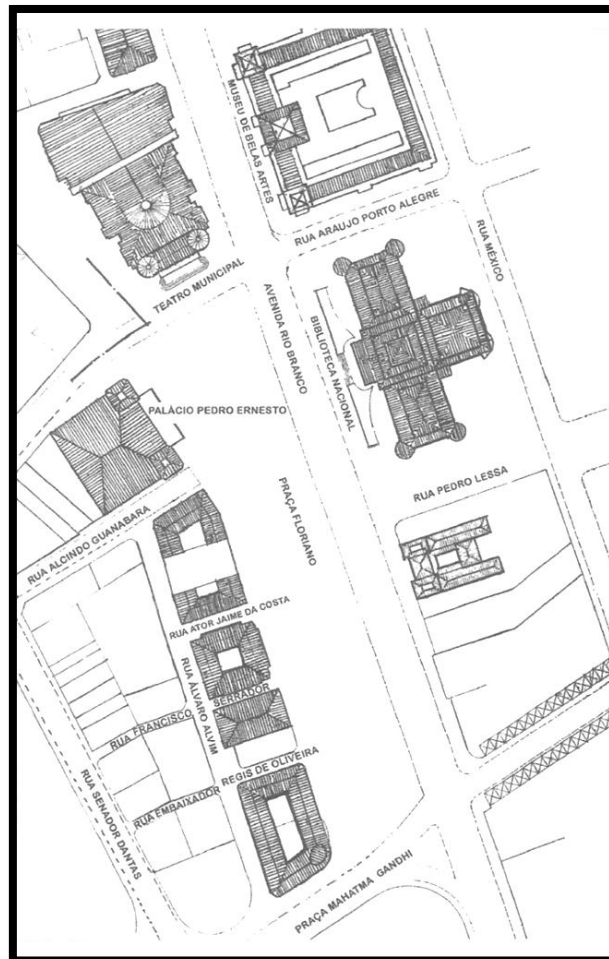 MUSEU DE BELAS ARTES
RUA ARAUJO PORTO ALEGRE
RUA MÉXICO
TEATRO MUNICIPAL
AVENIDA RIO BRANCO
BIBLIOTECA NACIONAL
PALÁCIO PEDRO ERNESTO
RUA PEDRO LESSA
PRAÇA FLORIANO
RUA ALCINDO GUANABARA
RUA ATOR JAIME DA COSTA
RUA ÁLVARO ALVIM
RUA FRANCISCO SERRADOR
RUA EMBAIXADOR REGIS DE OLIVEIRA
RUA SENADOR DANTAS
PRAÇA MAHATMA GANDHI